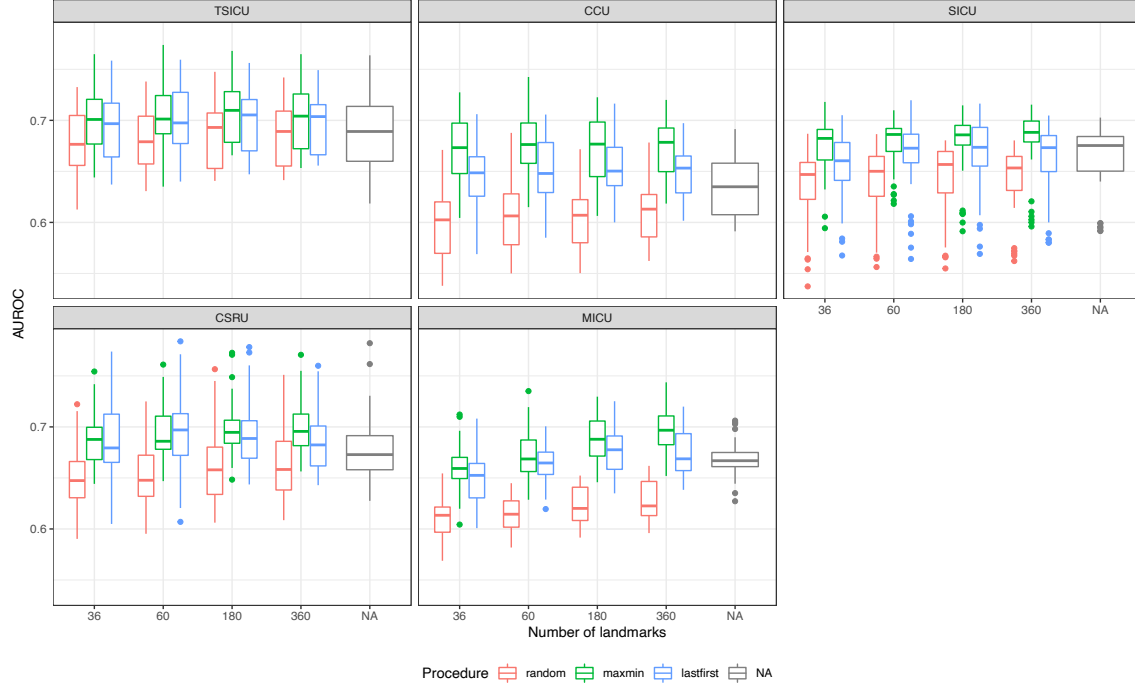 TSICU CCU SICU
0.7
0.6
36 60 180 360 NA
CSRU MICU
0.7
0.6
36 60 180 360 NA 36 60 180 360 NA
AUROC
Number of landmarks
Procedure random maxmin lastfirst NA